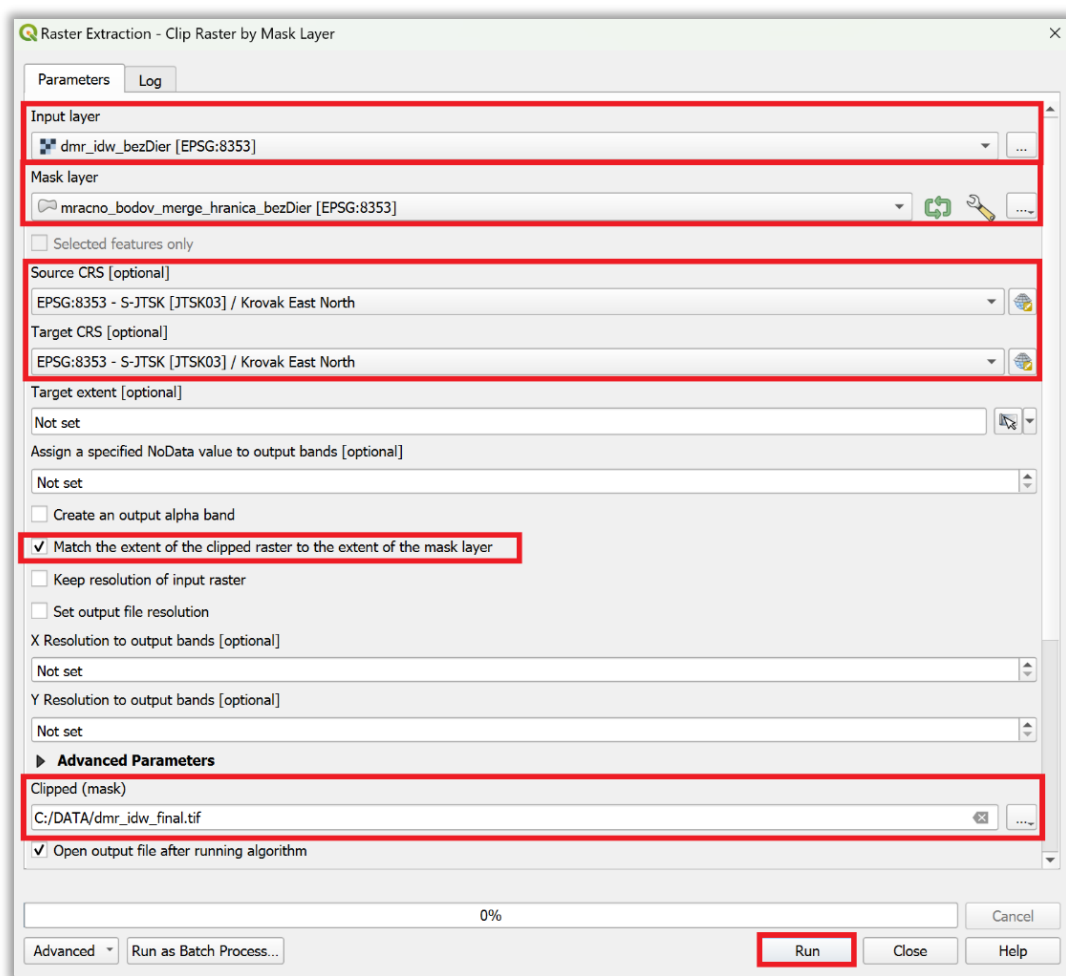 Raster Extraction - Clip Raster by Mask Layer
Parameters Log
Input layer
dmr_idw_bezDier [EPSG:8353]
...
Mask layer
mracno_bodov_merge_hranica_bezDier [EPSG:8353]
...
Selected features only
Source CRS [optional]
EPSG:8353 - S-JTSK [JTSK03] / Krovak East North
Target CRS [optional]
EPSG:8353 - S-JTSK [JTSK03] / Krovak East North
Target extent [optional]
Not set
Assign a specified NoData value to output bands [optional]
Not set
Create an output alpha band
Match the extent of the clipped raster to the extent of the mask layer
Keep resolution of input raster
Set output file resolution
X Resolution to output bands [optional]
Not set
Y Resolution to output bands [optional]
Not set
Advanced Parameters
Clipped (mask)
C:/DATA/dmr_idw_final.tif
...
Open output file after running algorithm
0%
Cancel
Advanced Run as Batch Process... Run Close Help